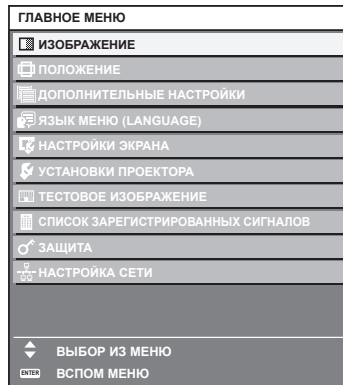 ГЛАВНОЕ МЕНЮ
ИЗОБРАЖЕНИЕ
ПОЛОЖЕНИЕ
ДОПОЛНИТЕЛЬНЫЕ НАСТРОЙКИ
ЯЗЫК МЕНЮ (LANGUAGE)
НАСТРОЙКИ ЭКРАНА
УСТАНОВКИ ПРОЕКТОРА
ТЕСТОВОЕ ИЗОБРАЖЕНИЕ
СПИСОК ЗАРЕГИСТРИРОВАННЫХ СИГНАЛОВ
ЗАЩИТА
НАСТРОЙКА СЕТИ
ВЫБОР ИЗ МЕНЮ
ENTER ВСПОМ МЕНЮ